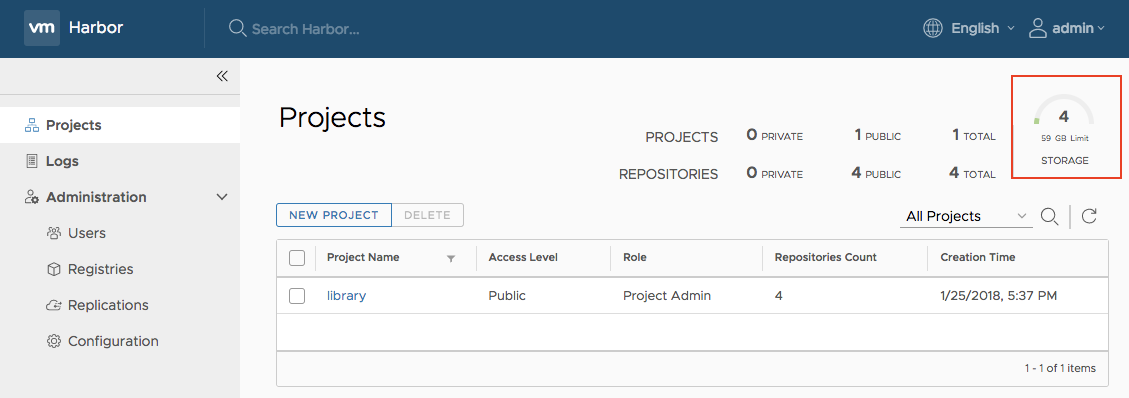 vm Harbor Search Harbor... English admin
Projects
Logs
Administration
Users
Registries
Replications
Configuration
Projects
PROJECTS 0 PRIVATE 1 PUBLIC 1 TOTAL
REPOSITORIES 0 PRIVATE 4 PUBLIC 4 TOTAL
4
59 GB Limit
STORAGE
NEW PROJECT DELETE All Projects
Project Name Access Level Role Repositories Count Creation Time
library Public Project Admin 4 1/25/2018, 5:37 PM
1 - 1 of 1 items